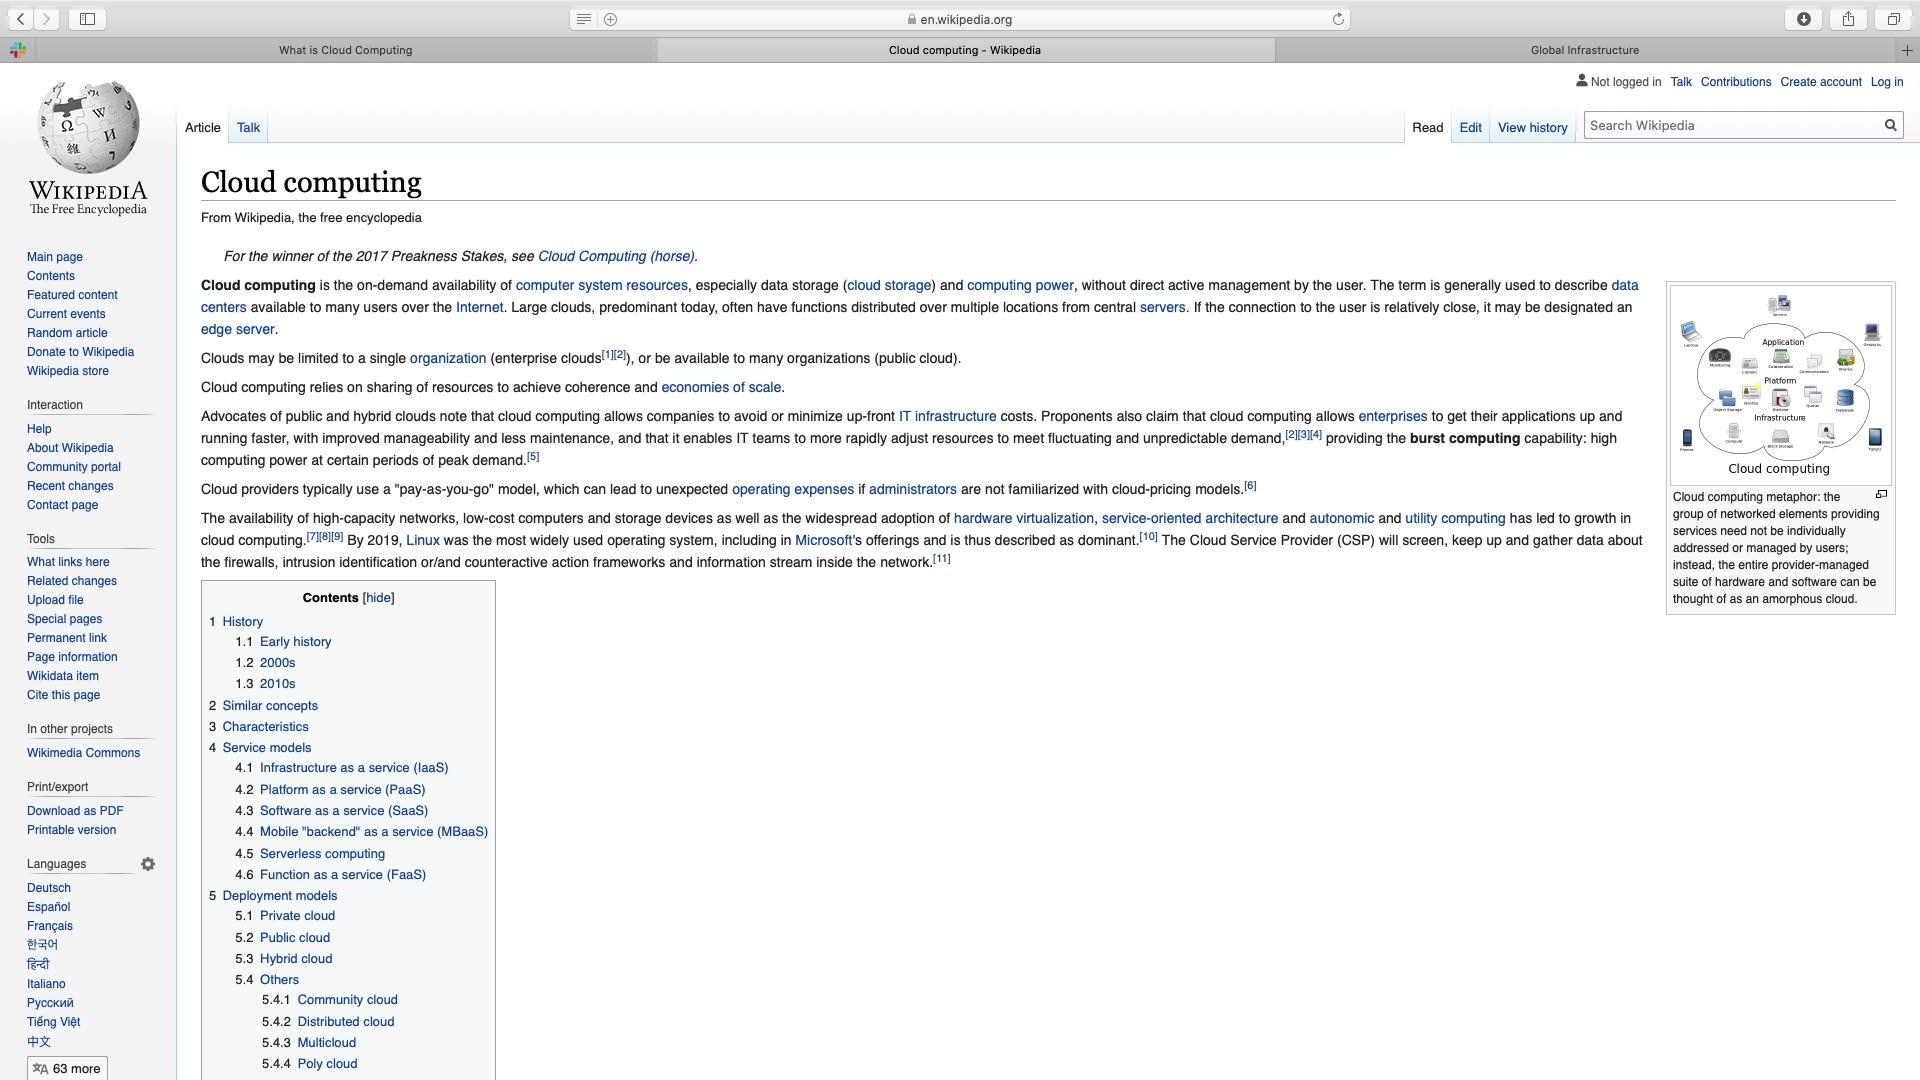 en.wikipedia.org
What is Cloud Computing
Cloud computing - Wikipedia
Global Infrastructure
Not logged in Talk Contributions Create account Log in
Article Talk
Read Edit View history Search Wikipedia
WIKIPEDIA
The Free Encyclopedia
Main page
Contents
Featured content
Current events
Random article
Donate to Wikipedia
Wikipedia store
Interaction
Help
About Wikipedia
Community portal
Recent changes
Contact page
Tools
What links here
Related changes
Upload file
Special pages
Permanent link
Page information
Wikidata item
Cite this page
In other projects
Wikimedia Commons
Print/export
Download as PDF
Printable version
Languages
Deutsch
Español
Français
한국어
हिन्दी
Italiano
Русский
Tiếng Việt
中文
63 more
Cloud computing
From Wikipedia, the free encyclopedia
For the winner of the 2017 Preakness Stakes, see Cloud Computing (horse).
Cloud computing is the on-demand availability of computer system resources, especially data storage (cloud storage) and computing power, without direct active management by the user. The term is generally used to describe data
centers available to many users over the Internet. Large clouds, predominant today, often have functions distributed over multiple locations from central servers. If the connection to the user is relatively close, it may be designated an
edge server.
Clouds may be limited to a single organization (enterprise clouds[1][2]), or be available to many organizations (public cloud).
Cloud computing relies on sharing of resources to achieve coherence and economies of scale.
Advocates of public and hybrid clouds note that cloud computing allows companies to avoid or minimize up-front IT infrastructure costs. Proponents also claim that cloud computing allows enterprises to get their applications up and
running faster, with improved manageability and less maintenance, and that it enables IT teams to more rapidly adjust resources to meet fluctuating and unpredictable demand,[2][3][4] providing the burst computing capability: high
computing power at certain periods of peak demand.[5]
Cloud providers typically use a "pay-as-you-go" model, which can lead to unexpected operating expenses if administrators are not familiarized with cloud-pricing models.[6]
The availability of high-capacity networks, low-cost computers and storage devices as well as the widespread adoption of hardware virtualization, service-oriented architecture and autonomic and utility computing has led to growth in
cloud computing.[7][8][9] By 2019, Linux was the most widely used operating system, including in Microsoft's offerings and is thus described as dominant.[10] The Cloud Service Provider (CSP) will screen, keep up and gather data about
the firewalls, intrusion identification or/and counteractive action frameworks and information stream inside the network.[11]
Contents [hide]
1 History
1.1 Early history
1.2 2000s
1.3 2010s
2 Similar concepts
3 Characteristics
4 Service models
4.1 Infrastructure as a service (IaaS)
4.2 Platform as a service (PaaS)
4.3 Software as a service (SaaS)
4.4 Mobile "backend" as a service (MBaaS)
4.5 Serverless computing
4.6 Function as a service (FaaS)
5 Deployment models
5.1 Private cloud
5.2 Public cloud
5.3 Hybrid cloud
5.4 Others
5.4.1 Community cloud
5.4.2 Distributed cloud
5.4.3 Multicloud
5.4.4 Poly cloud
Application
Platform
Infrastructure
Cloud computing
Cloud computing metaphor: the
group of networked elements providing
services need not be individually
addressed or managed by users;
instead, the entire provider-managed
suite of hardware and software can be
thought of as an amorphous cloud.